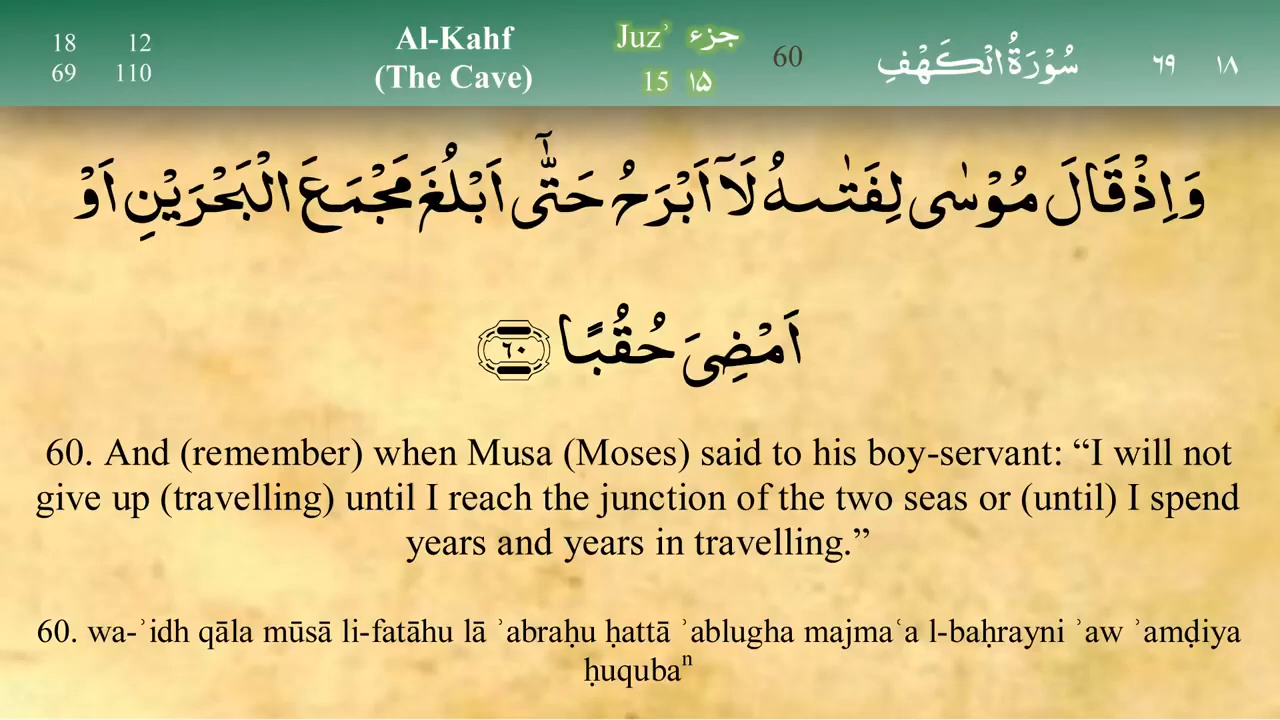 18 12 Al-Kahf Juzʾ جزء 60 سُوْرَةُ الْكَهْفِ ٦٩ ١٨
69 110 (The Cave) 15 ۱۵
وَاِذْ قَالَ مُوْسٰى لِفَتٰىهُ لَآ اَبْرَحُ حَتّٰٓى اَبْلُغَ مَجْمَعَ الْبَحْرَيْنِ اَوْ
اَمْضِىَ حُقُبًا ٦٠
60. And (remember) when Musa (Moses) said to his boy-servant: “I will not
give up (travelling) until I reach the junction of the two seas or (until) I spend
years and years in travelling.”
60. wa-ʾidh qāla mūsā li-fatāhu lā ʾabraḥu ḥattā ʾablugha majmaʿa l-baḥrayni ʾaw ʾamḍiya
ḥuqubaⁿ